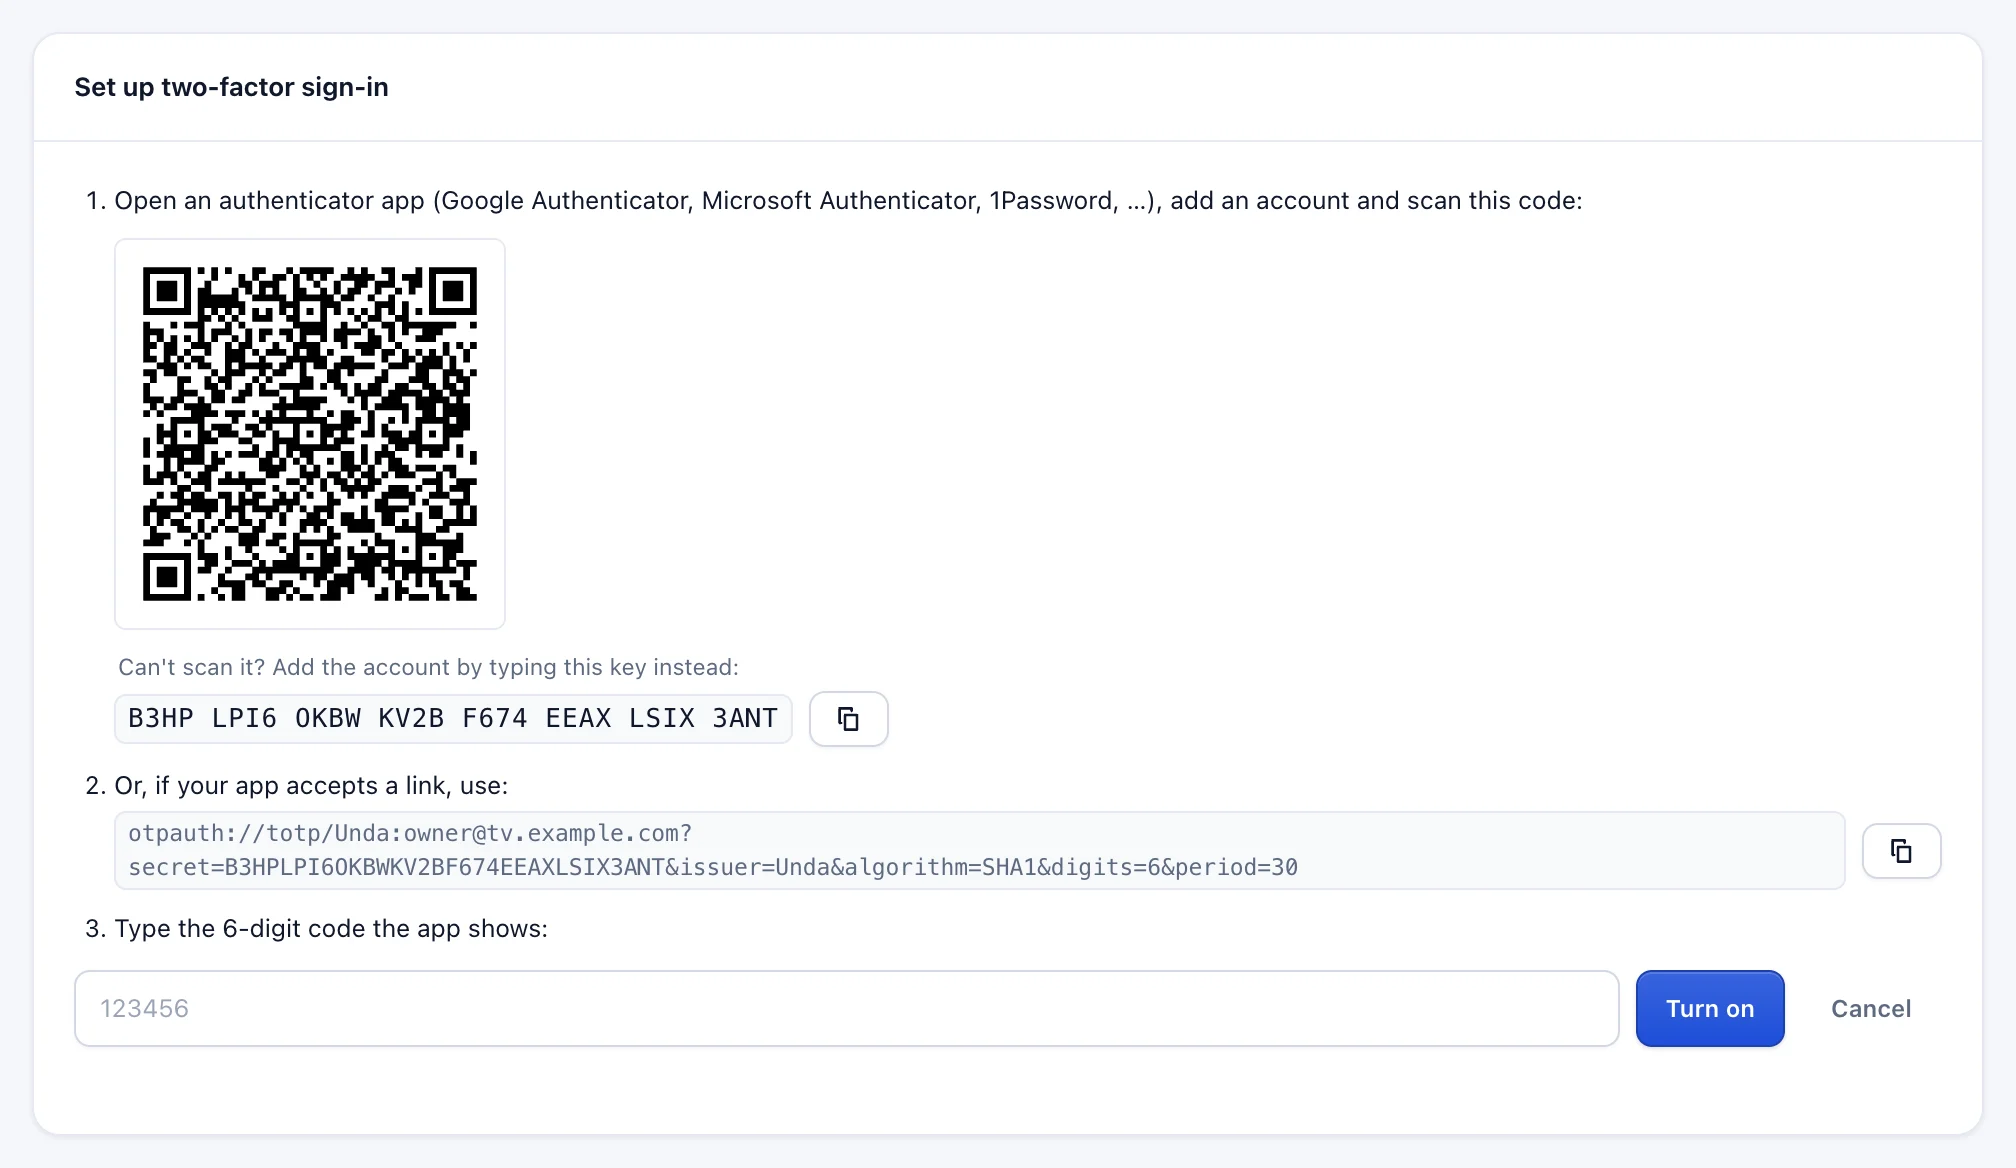 Set up two-factor sign-in
1. Open an authenticator app (Google Authenticator, Microsoft Authenticator, 1Password, ...), add an account and scan this code:
Can't scan it? Add the account by typing this key instead:
B3HP LPI6 OKBW KV2B F674 EEAX LSIX 3ANT
2. Or, if your app accepts a link, use:
otpauth://totp/Unda:owner@tv.example.com?
secret=B3HPLPI6OKBWKV2BF674EEAXLSIX3ANT&issuer=Unda&algorithm=SHA1&digits=6&period=30
3. Type the 6-digit code the app shows:
123456 Turn on Cancel